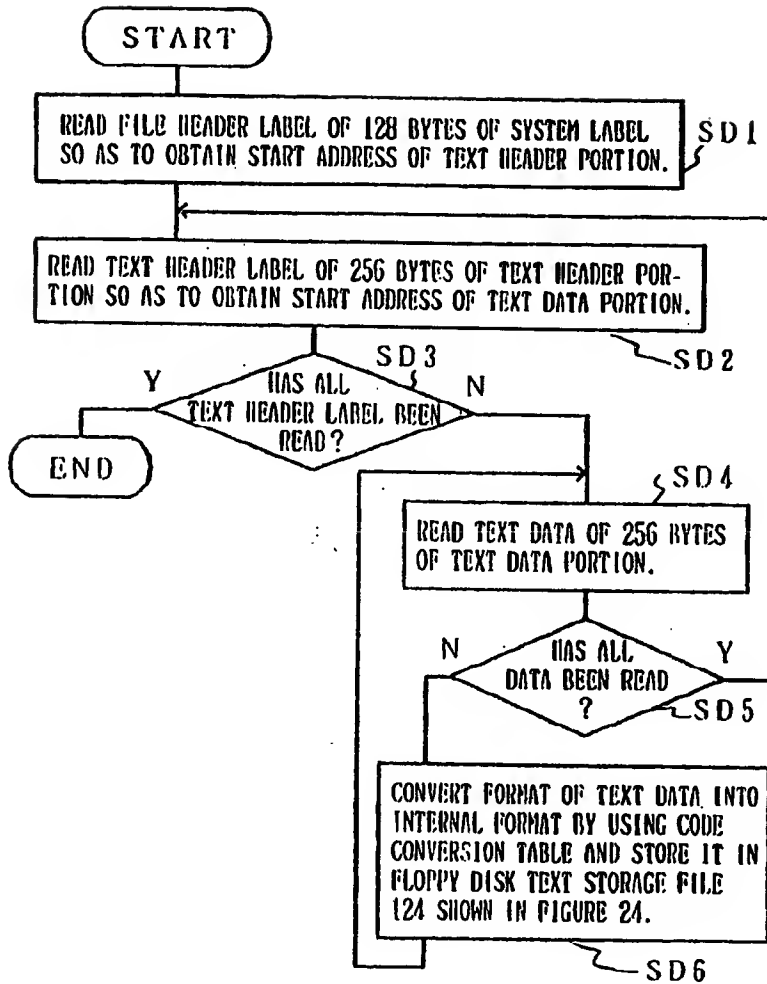 START
READ FILE HEADER LABEL OF 128 BYTES OF SYSTEM LABEL
SO AS TO OBTAIN START ADDRESS OF TEXT HEADER PORTION.
SD1
READ TEXT HEADER LABEL OF 256 BYTES OF TEXT HEADER POR-
TION SO AS TO OBTAIN START ADDRESS OF TEXT DATA PORTION.
SD2
SD3
Y
HAS ALL
TEXT HEADER LABEL BEEN
READ?
N
END
SD4
READ TEXT DATA OF 256 BYTES
OF TEXT DATA PORTION.
N
HAS ALL
DATA BEEN READ
?
Y
SD5
CONVERT FORMAT OF TEXT DATA INTO
INTERNAL FORMAT BY USING CODE
CONVERSION TABLE AND STORE IT IN
FLOPPY DISK TEXT STORAGE FILE
124 SHOWN IN FIGURE 24.
SD6